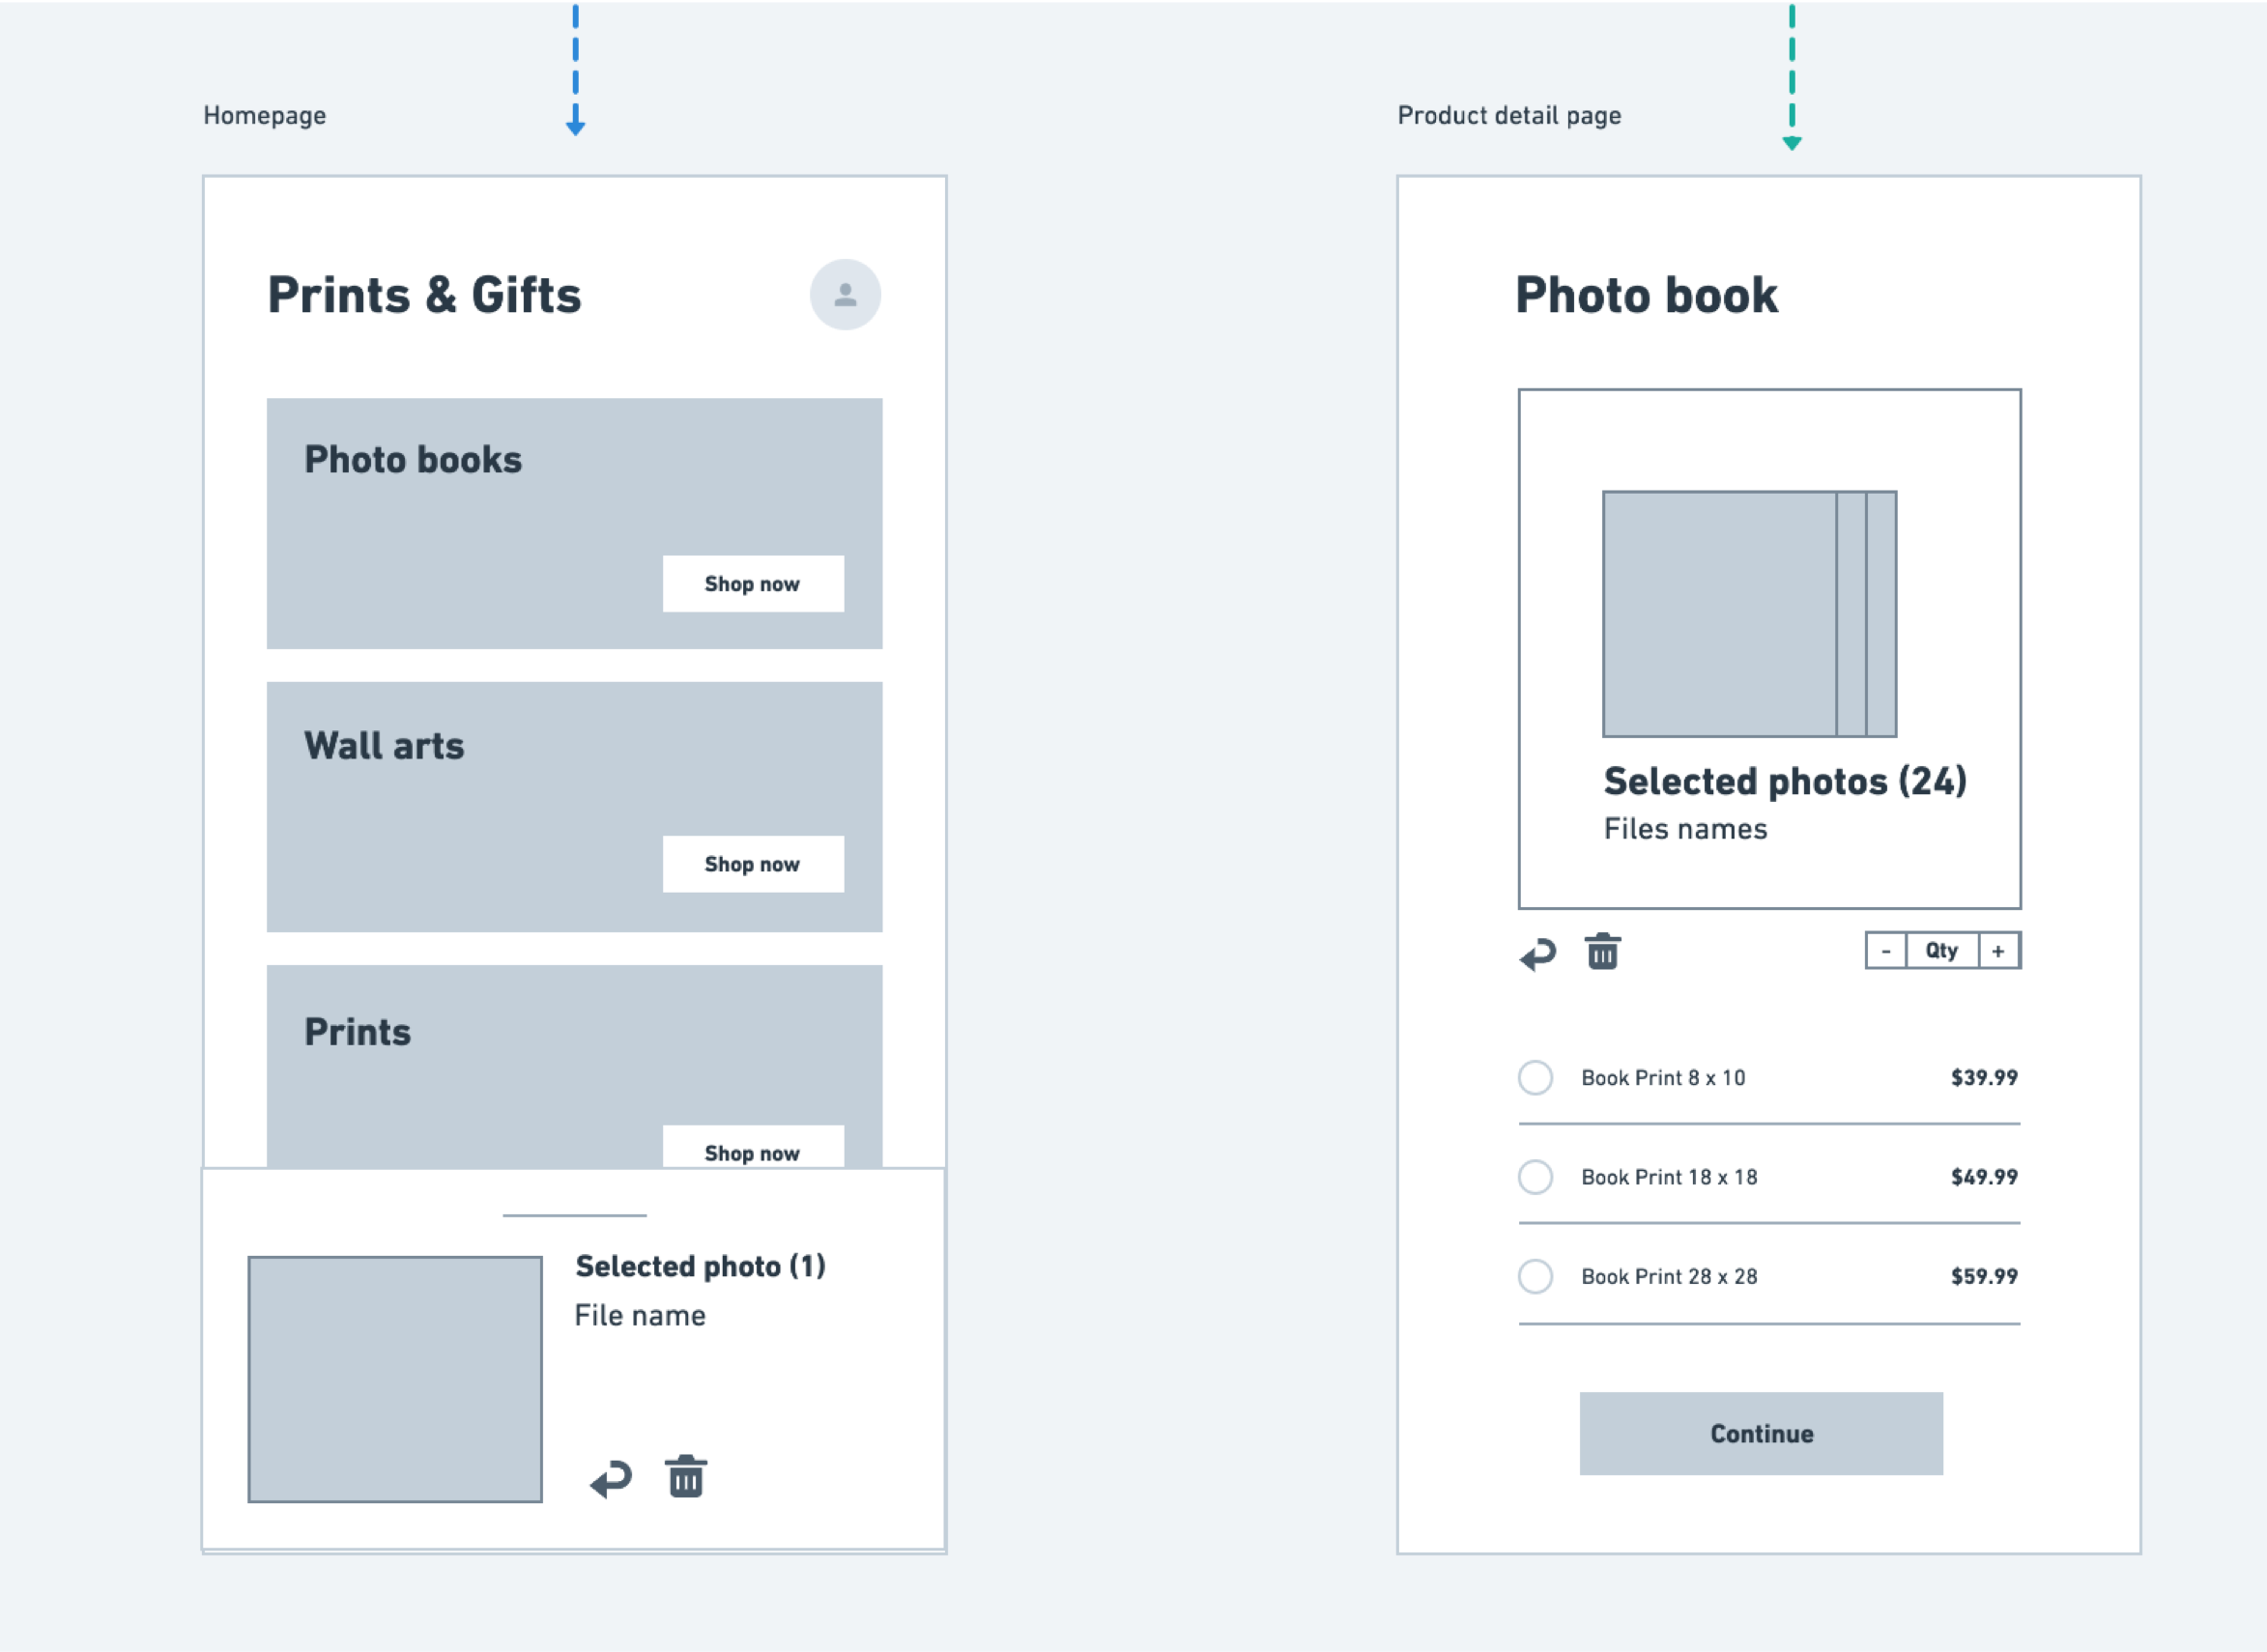 Homepage
Prints & Gifts
Photo books
Shop now
Wall arts
Shop now
Prints
Shop now
Selected photo (1)
File name
Product detail page
Photo book
Selected photos (24)
Files names
- Qty +
Book Print 8 x 10 $39.99
Book Print 18 x 18 $49.99
Book Print 28 x 28 $59.99
Continue